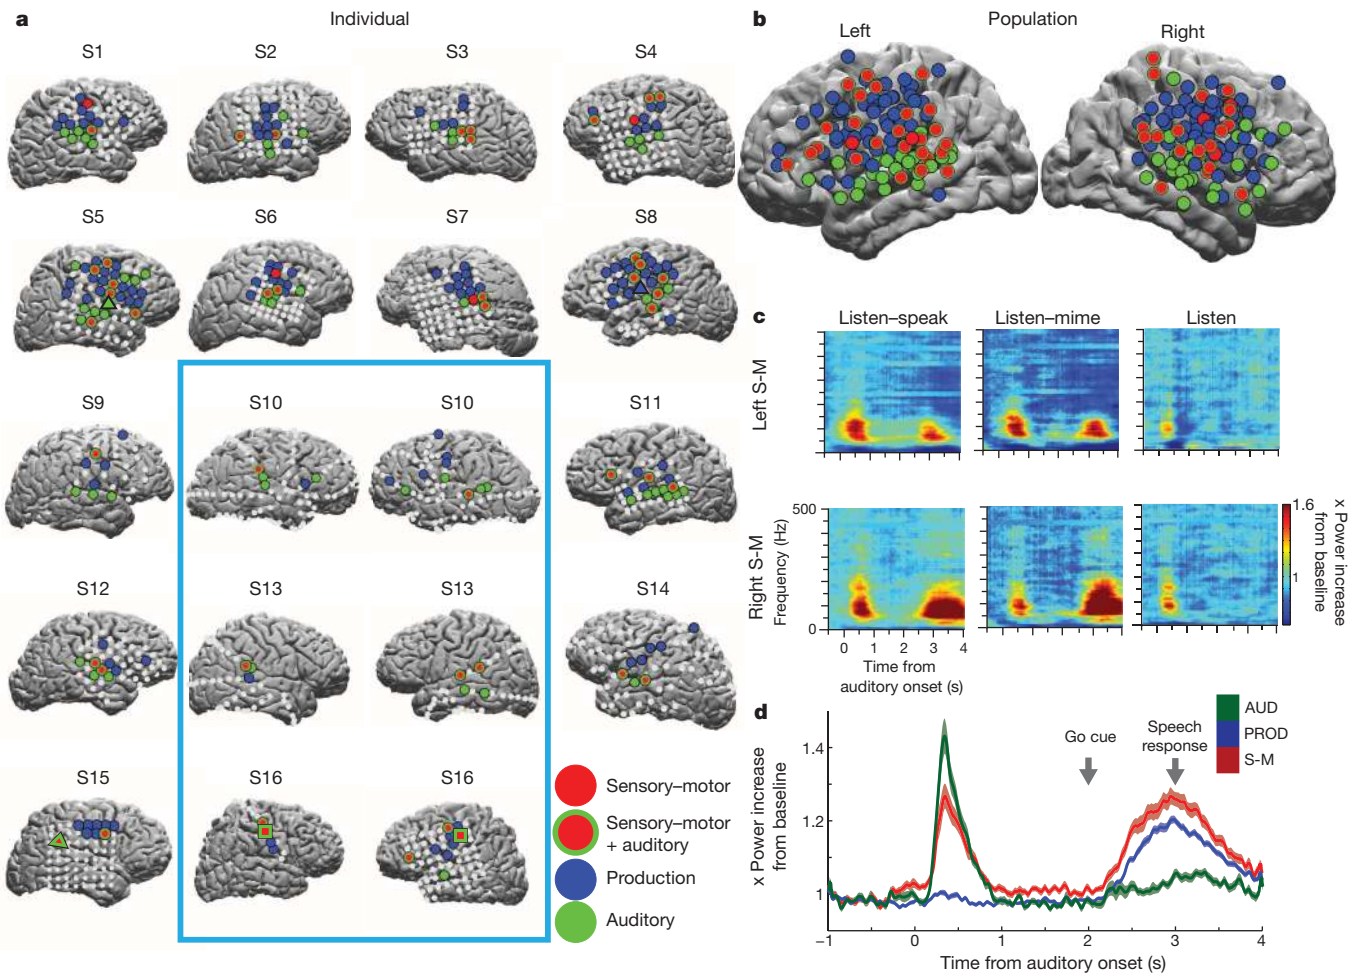 a
Individual
S1
S2
S3
S4
S5
S6
S7
S8
S9
S10
S10
S11
S12
S13
S13
S14
S15
S16
S16
Sensory–motor
Sensory–motor
+ auditory
Production
Auditory
b
Population
Left
Right
c
Listen–speak
Listen–mime
Listen
Left S-M
Right S-M
Frequency (Hz)
500
0
0 1 2 3 4
Time from
auditory onset (s)
1.6
1
0
x Power increase
from baseline
d
AUD
PROD
S-M
Go cue
Speech
response
x Power increase
from baseline
1.4
1.2
1
–1 0 1 2 3 4
Time from auditory onset (s)